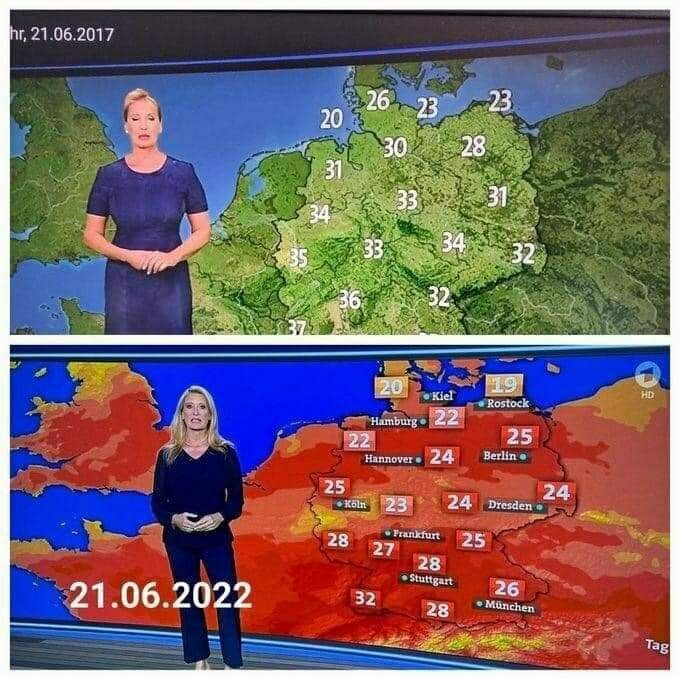 hr, 21.06.2017
20 26 23 23
31 30 28
34 33 31
35 33 34 32
36 32
37
20 Kiel 19
Rostock
Hamburg 22
22 25
Hannover 24 Berlin
25 24
Köln 23 24 Dresden
Frankfurt
28 27 25
28
Stuttgart
32 28 26
München
21.06.2022
HD
Tag